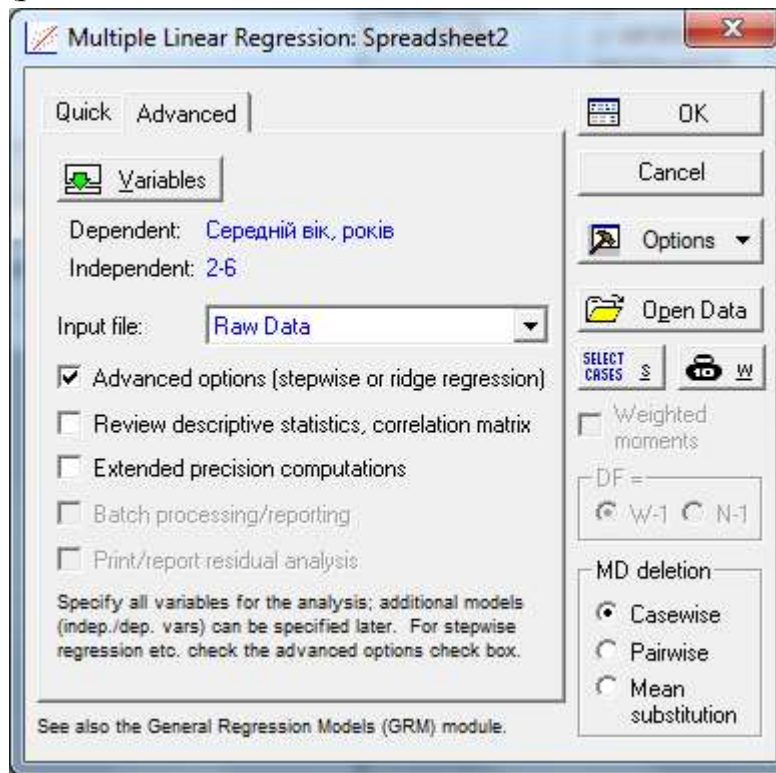 Multiple Linear Regression: Spreadsheet2
Quick Advanced
Variables
Dependent: Середній вік, років
Independent: 2-6
Input file: Raw Data
Advanced options (stepwise or ridge regression)
Review descriptive statistics, correlation matrix
Extended precision computations
Batch processing/reporting
Print/report residual analysis
Specify all variables for the analysis; additional models
(indep./dep. vars) can be specified later. For stepwise
regression etc. check the advanced options check box.
See also the General Regression Models (GRM) module.
OK
Cancel
Options
Open Data
SELECT
CASES S W
Weighted
moments
DF =
W-1 N-1
MD deletion
Casewise
Pairwise
Mean
substitution